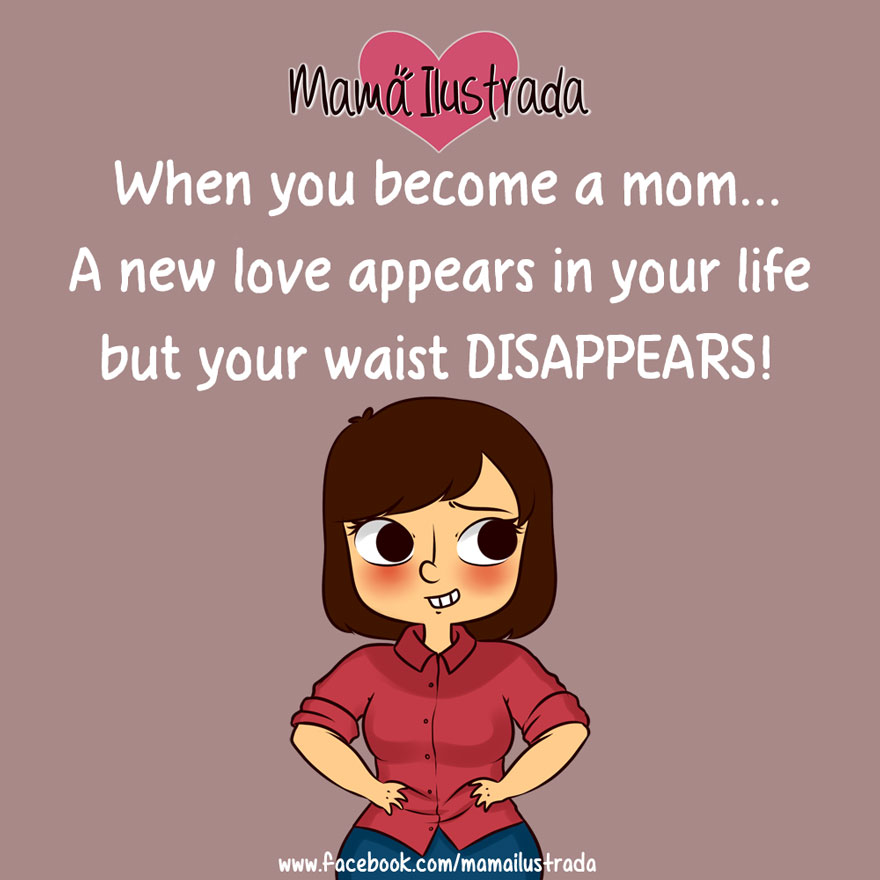 Mamá Ilustrada
When you become a mom...
A new love appears in your life
but your waist DISAPPEARS!
www.facebook.com/mamailustrada